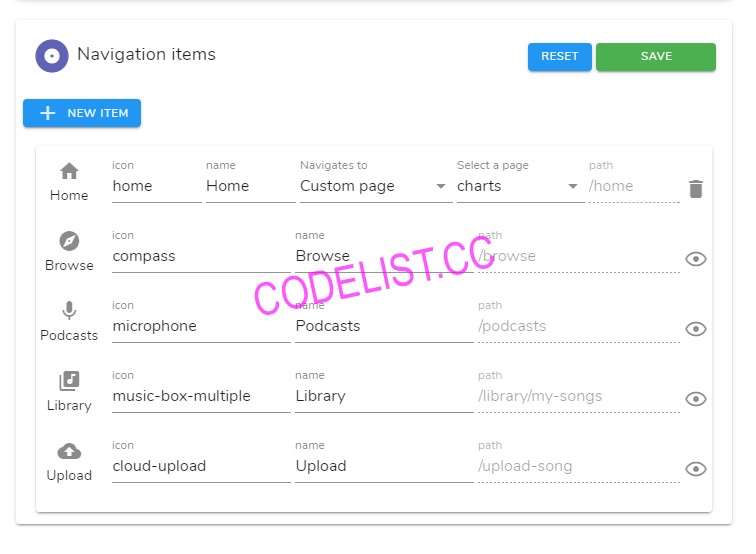 Navigation items
RESET
SAVE
NEW ITEM
icon name Navigates to Select a page path
home Home Custom page charts /home
Home
icon name path
compass Browse /browse
Browse
CODELIST.CC
icon name path
microphone Podcasts /podcasts
Podcasts
icon name path
music-box-multiple Library /library/my-songs
Library
icon name path
cloud-upload Upload /upload-song
Upload